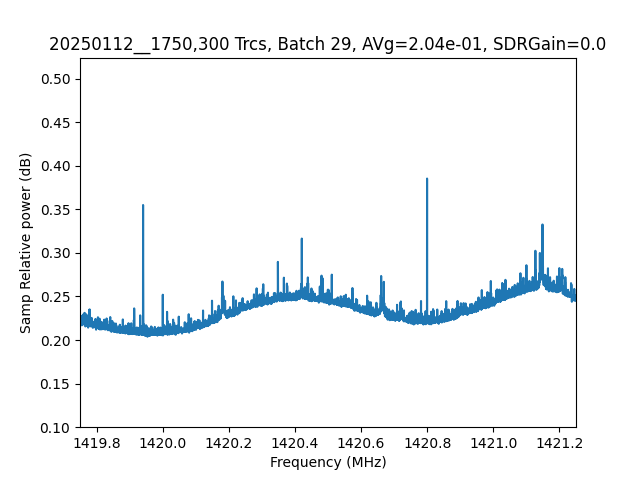 20250112__1750,300 Trcs, Batch 29, AVg=2.04e-01, SDRGain=0.0
0.50
0.45
0.40
0.35
0.30
0.25
0.20
0.15
0.10
Samp Relative power (dB)
1419.8 1420.0 1420.2 1420.4 1420.6 1420.8 1421.0 1421.2
Frequency (MHz)